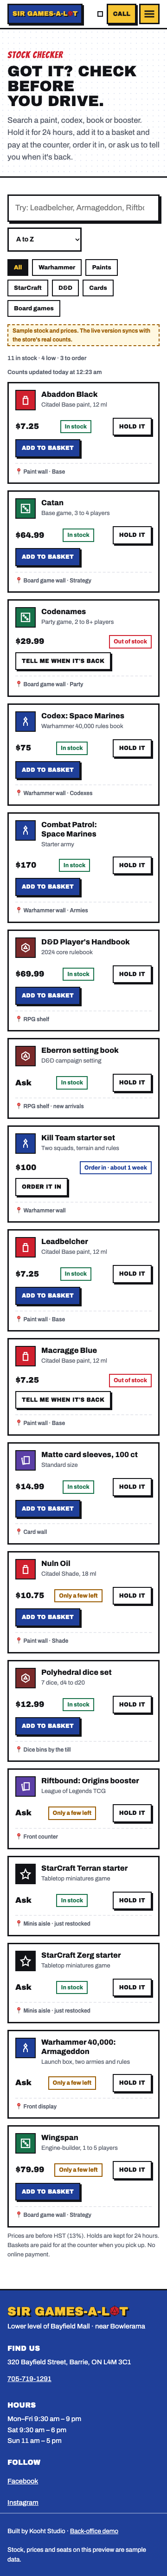 SIR GAMES-A-LOT
CALL
STOCK CHECKER
GOT IT? CHECK
BEFORE
YOU DRIVE.
Search a paint, codex, board game or booster.
Hold it for 24 hours, add it to a basket and
pay at the counter, order it in, or ask us to tell
you when it's back.
Try: Leadbelcher, Armageddon, Riftbo
A to Z
All
Warhammer
Paints
StarCraft
D&D
Cards
Board games
Sample stock and prices. The live version syncs with
the store's real counts.
11 in stock · 4 low · 3 to order
Counts updated today at 12:23 am
Abaddon Black
Citadel Base paint, 12 ml
$7.25
In stock
HOLD IT
ADD TO BASKET
Paint wall · Base
Catan
Base game, 3 to 4 players
$64.99
In stock
HOLD IT
ADD TO BASKET
Board game wall · Strategy
Codenames
Party game, 2 to 8+ players
$29.99
Out of stock
TELL ME WHEN IT'S BACK
Board game wall · Party
Codex: Space Marines
Warhammer 40,000 rules book
$75
In stock
HOLD IT
ADD TO BASKET
Warhammer wall · Codexes
Combat Patrol:
Space Marines
Starter army
$170
In stock
HOLD IT
ADD TO BASKET
Warhammer wall · Armies
D&D Player's Handbook
2024 core rulebook
$69.99
In stock
HOLD IT
ADD TO BASKET
RPG shelf
Eberron setting book
D&D campaign setting
Ask
In stock
HOLD IT
RPG shelf · new arrivals
Kill Team starter set
Two squads, terrain and rules
$100
Order in · about 1 week
ORDER IT IN
Warhammer wall
Leadbelcher
Citadel Base paint, 12 ml
$7.25
In stock
HOLD IT
ADD TO BASKET
Paint wall · Base
Macragge Blue
Citadel Base paint, 12 ml
$7.25
Out of stock
TELL ME WHEN IT'S BACK
Paint wall · Base
Matte card sleeves, 100 ct
Standard size
$14.99
In stock
HOLD IT
ADD TO BASKET
Card wall
Nuln Oil
Citadel Shade, 18 ml
$10.75
Only a few left
HOLD IT
ADD TO BASKET
Paint wall · Shade
Polyhedral dice set
7 dice, d4 to d20
$12.99
In stock
HOLD IT
ADD TO BASKET
Dice bins by the till
Riftbound: Origins booster
League of Legends TCG
Ask
Only a few left
HOLD IT
Front counter
StarCraft Terran starter
Tabletop miniatures game
Ask
In stock
HOLD IT
Minis aisle · just restocked
StarCraft Zerg starter
Tabletop miniatures game
Ask
In stock
HOLD IT
Minis aisle · just restocked
Warhammer 40,000:
Armageddon
Launch box, two armies and rules
Ask
Only a few left
HOLD IT
Front display
Wingspan
Engine-builder, 1 to 5 players
$79.99
Only a few left
HOLD IT
ADD TO BASKET
Board game wall · Strategy
Prices are before HST (13%). Holds are kept for 24 hours.
Baskets are paid for at the counter when you pick up. No
online payment.
SIR GAMES-A-LOT
Lower level of Bayfield Mall · near Bowlerama
FIND US
320 Bayfield Street, Barrie, ON L4M 3C1
705-719-1291
HOURS
Mon–Fri 9:30 am – 9 pm
Sat 9:30 am – 6 pm
Sun 11 am – 5 pm
FOLLOW
Facebook
Instagram
Built by Kooht Studio · Back-office demo
Stock, prices and seats on this preview are sample
data.